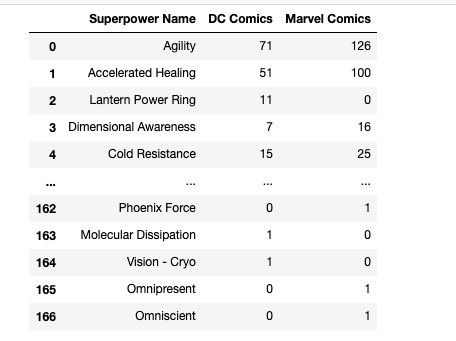 Superpower Name DC Comics Marvel Comics
0 Agility 71 126
1 Accelerated Healing 51 100
2 Lantern Power Ring 11 0
3 Dimensional Awareness 7 16
4 Cold Resistance 15 25
... ... ... ...
162 Phoenix Force 0 1
163 Molecular Dissipation 1 0
164 Vision - Cryo 1 0
165 Omnipresent 0 1
166 Omniscient 0 1